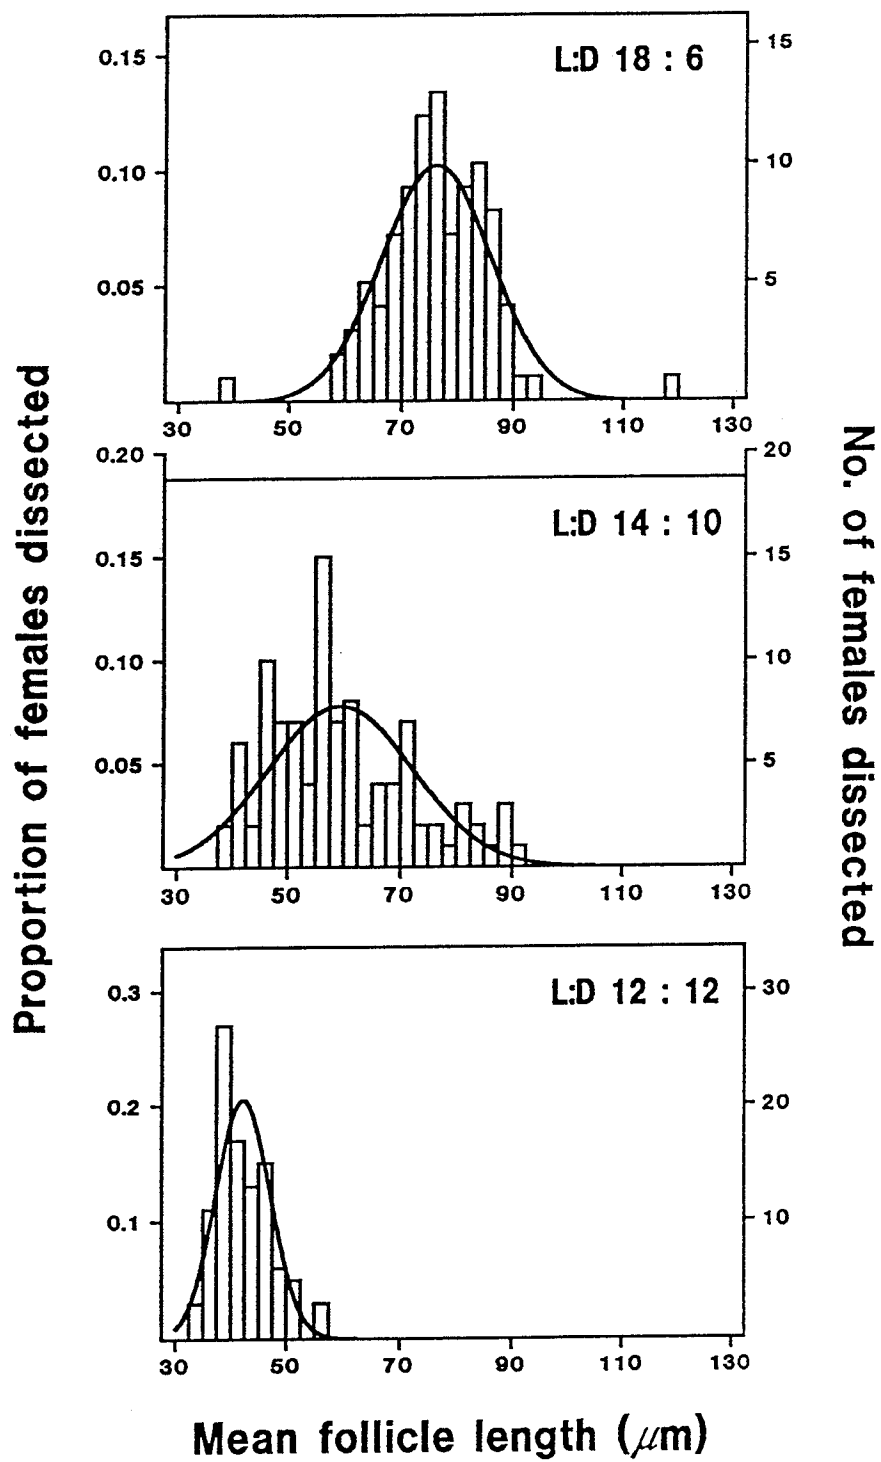 L:D 18 : 6
0.15
0.10
0.05
15
10
5
30 50 70 90 110 130
L:D 14 : 10
0.20
0.15
0.10
0.05
20
15
10
5
30 50 70 90 110 130
L:D 12 : 12
0.3
0.2
0.1
30
20
10
30 50 70 90 110 130
Proportion of females dissected
No. of females dissected
Mean follicle length (μm)